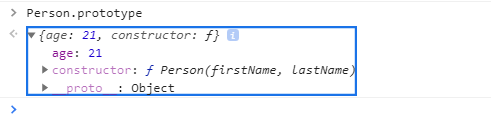 > Person.prototype
{age: 21, constructor: ƒ} i
age: 21
constructor: ƒ Person(firstName, lastName)
__proto__: Object
>